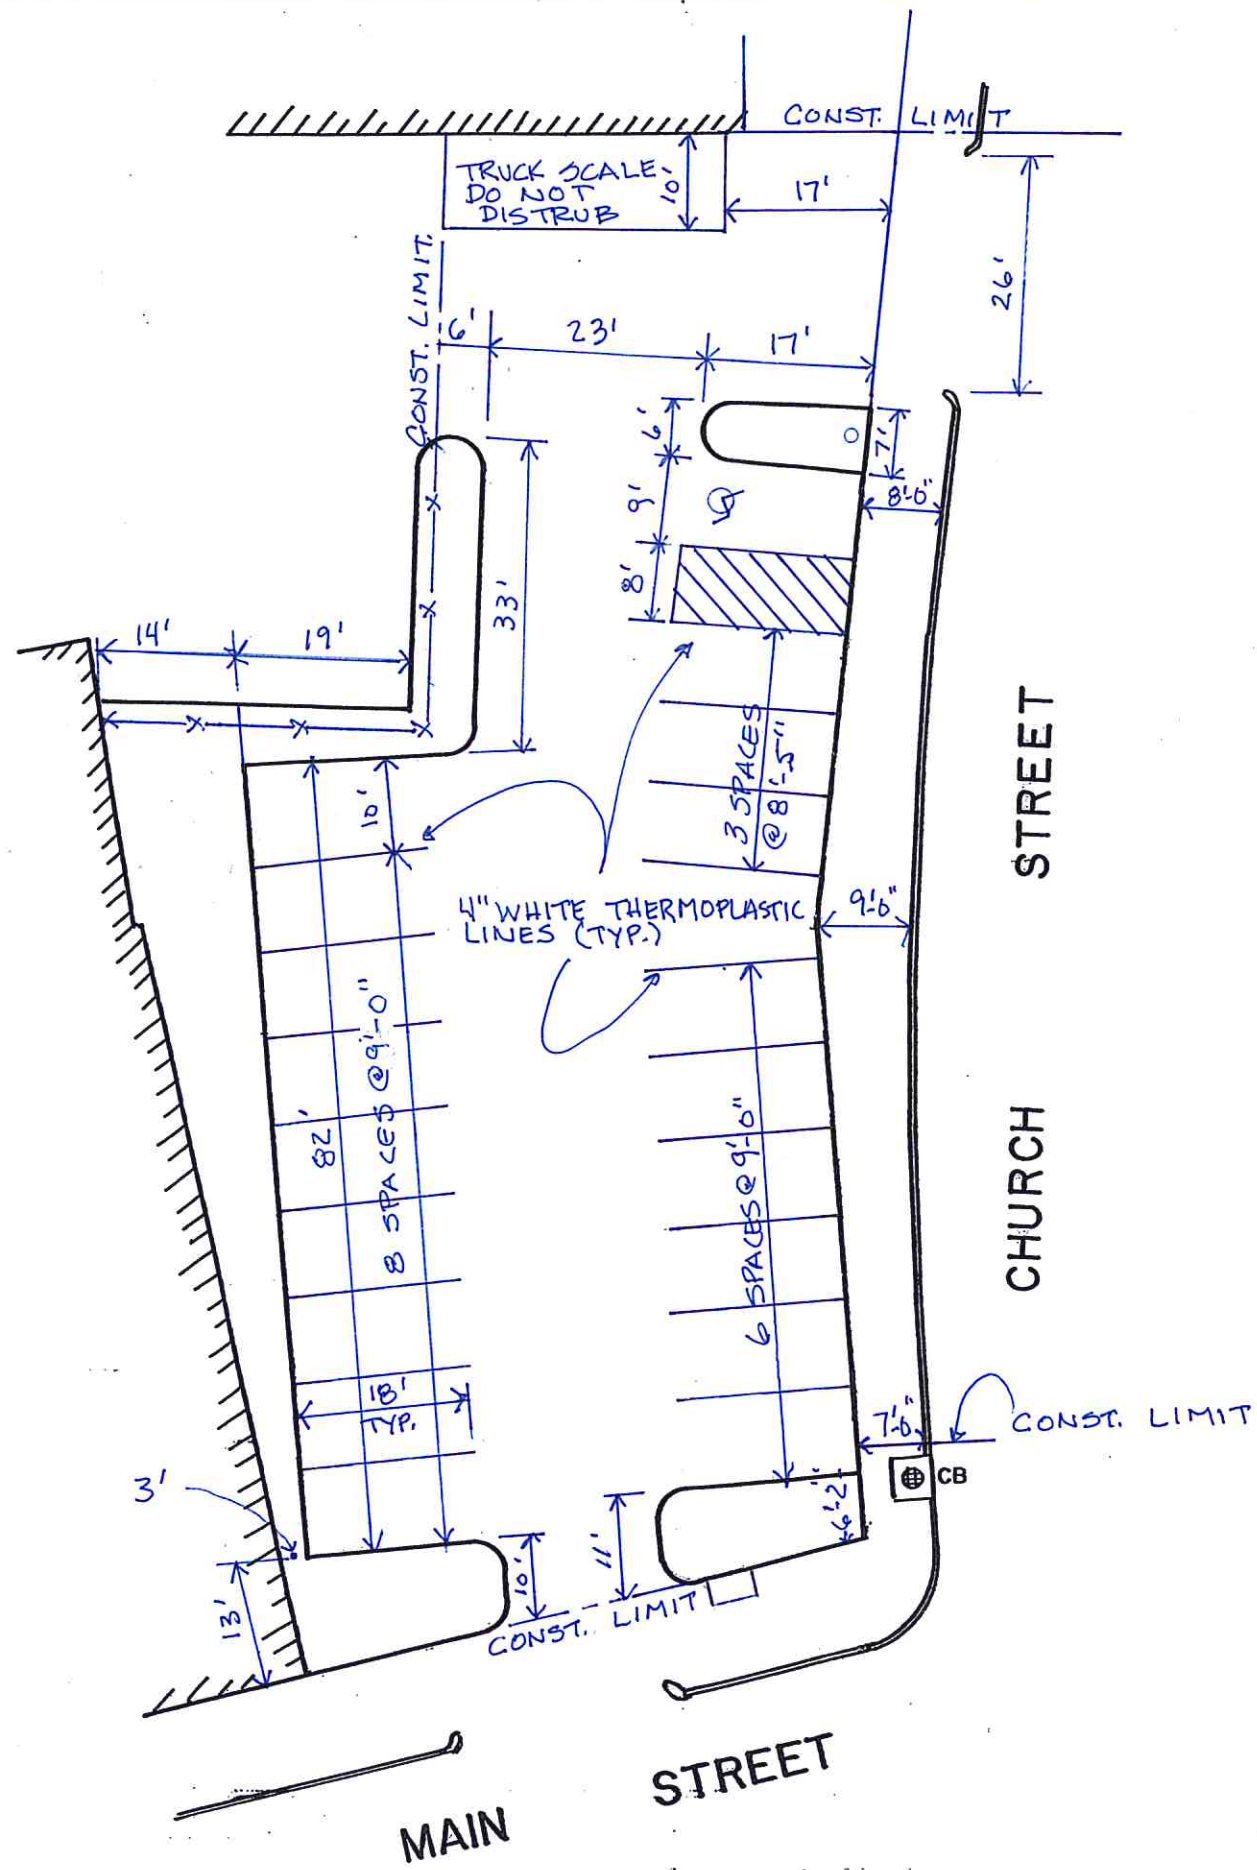 CONST. LIMIT
TRUCK SCALE
DO NOT
DISTRUB
10'
17'
26'
CONST. LIMIT.
6'
23'
17'
6'
7'
9'
8'-0"
8'
33'
14'
19'
3 SPACES
@ 8'-5"
10'
4" WHITE THERMOPLASTIC
LINES (TYP.)
9'-0"
STREET
CHURCH
82'
8 SPACES @ 9'-0"
6 SPACES @ 9'-0"
18'
TYP.
7'-0"
CONST. LIMIT
CB
3'
6'-2"
11'
10'
13'
CONST. LIMIT
STREET
MAIN